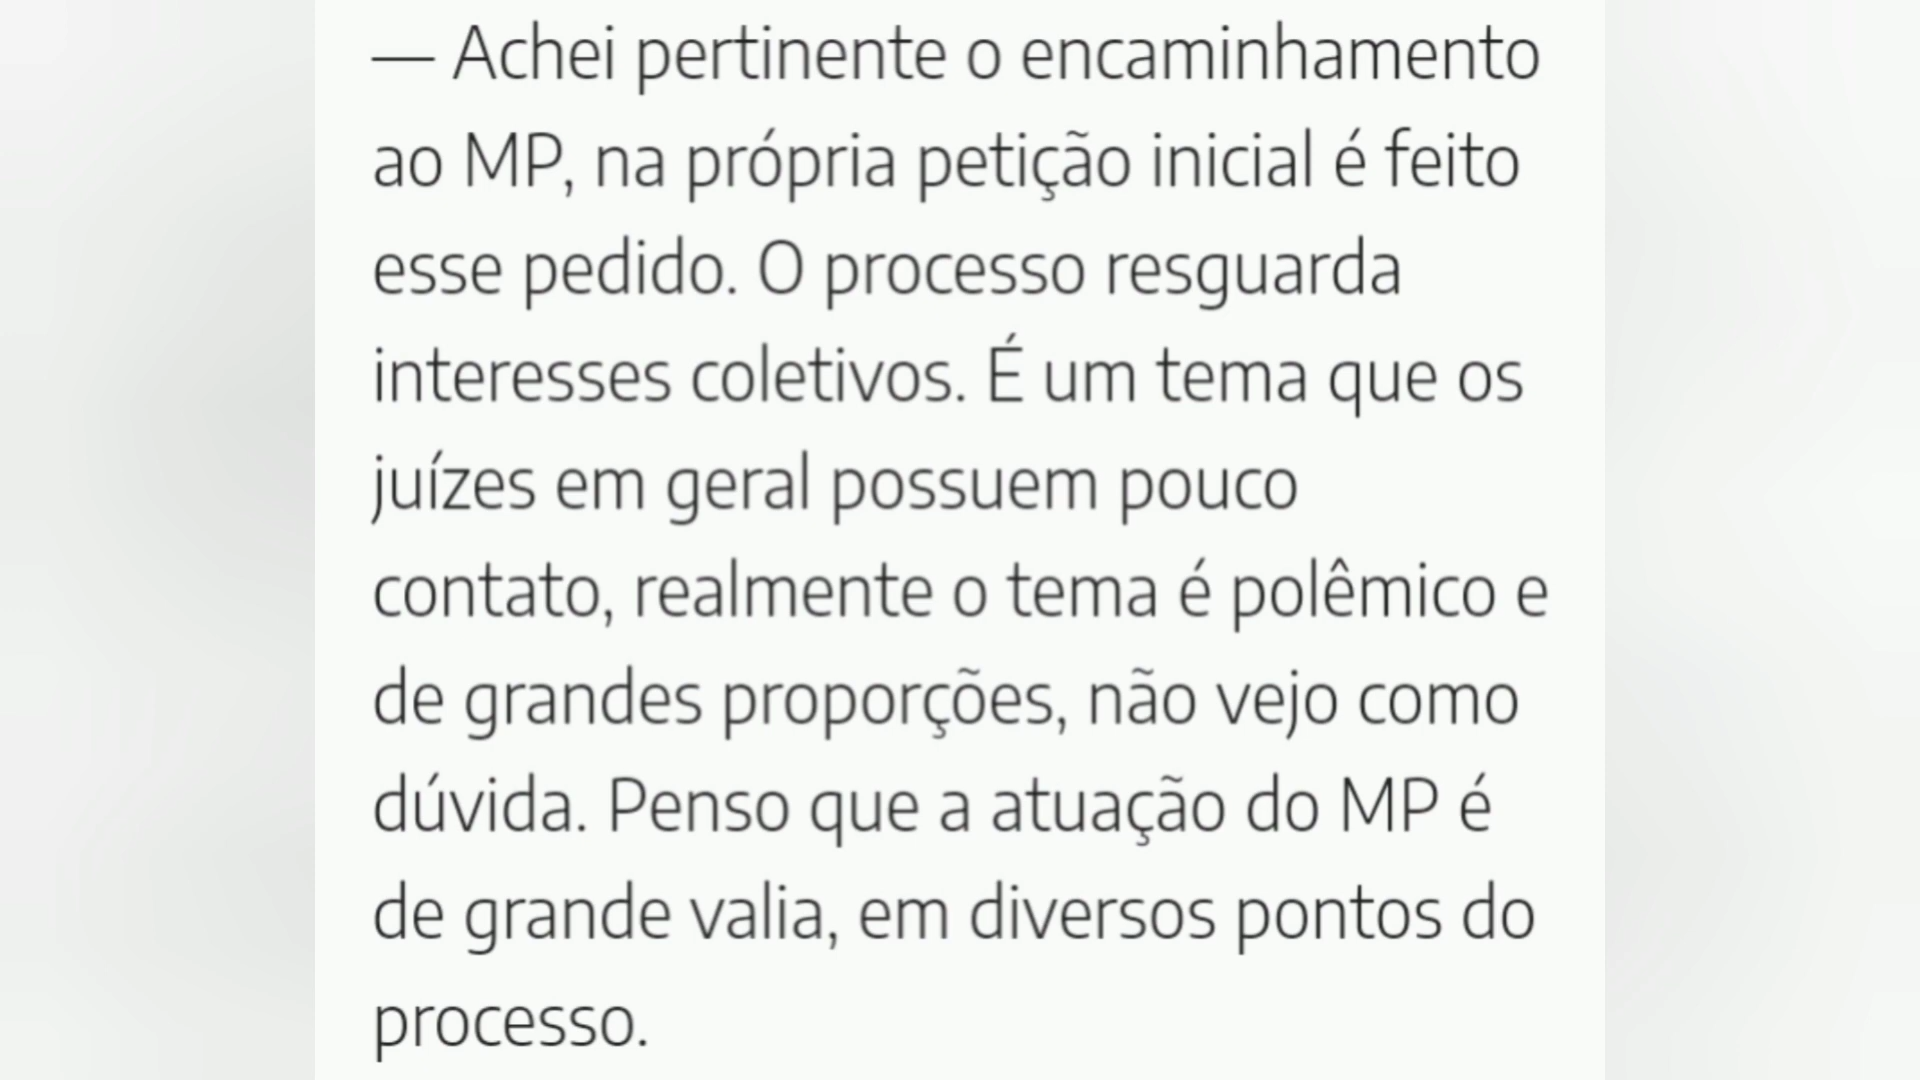 — Achei pertinente o encaminhamento
ao MP, na própria petição inicial é feito
esse pedido. O processo resguarda
interesses coletivos. É um tema que os
juízes em geral possuem pouco
contato, realmente o tema é polêmico e
de grandes proporções, não vejo como
dúvida. Penso que a atuação do MP é
de grande valia, em diversos pontos do
processo.